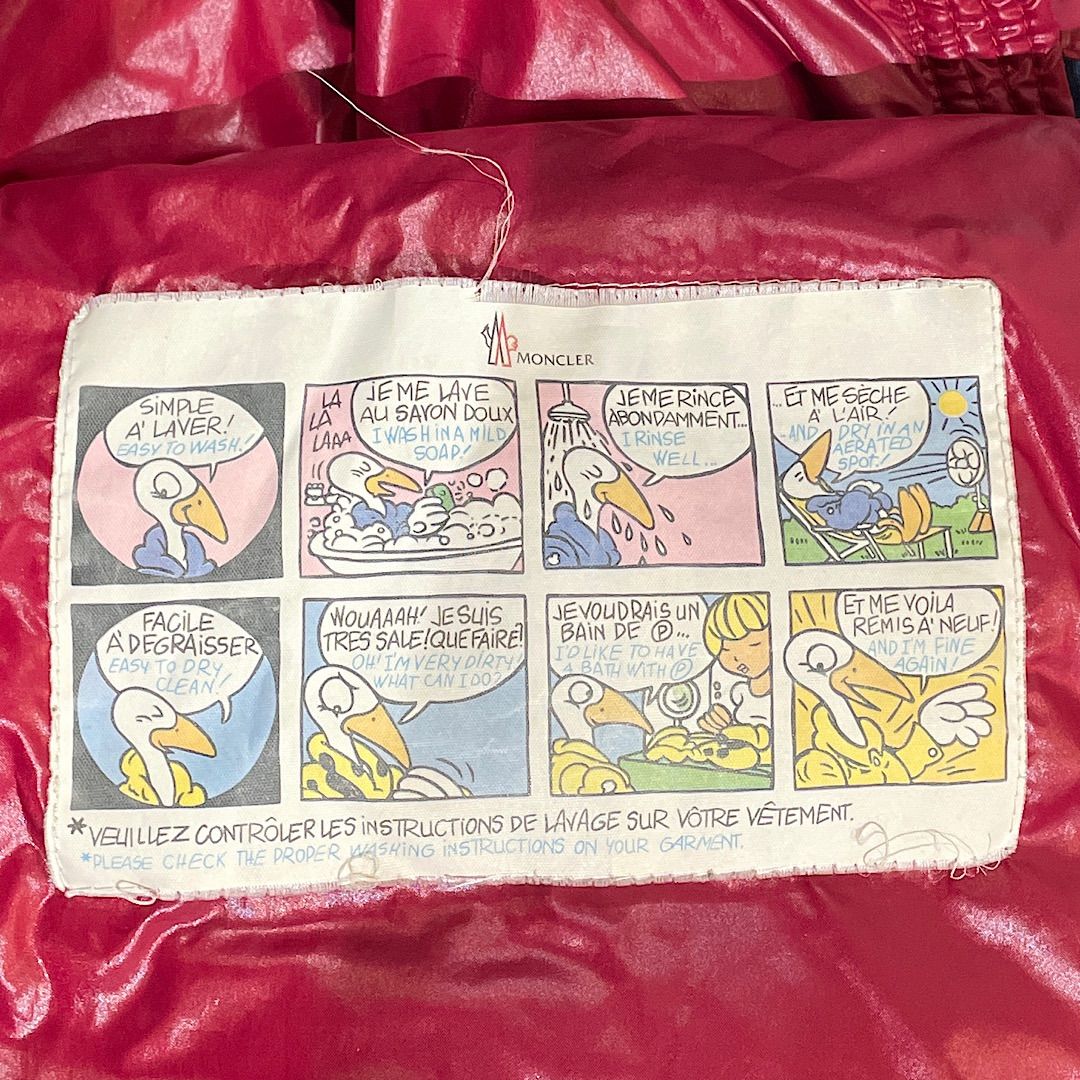 MONCLER
SIMPLE
A' LAVER!
EASY TO WASH!
LA
LA
LAAA
JE ME LAVE
AU SAVON DOUX
I WASH IN A MILD
SOAP!
JE ME RINCE
ABONDAMMENT...
I RINSE
WELL...
...ET ME SÈCHE
A' L'AIR!
...AND I DRY IN AN
AERATED
SPOT!
FACILE
A' DEGRAISSER
EASY TO DRY
CLEAN!
WOUAAAH! JE SUIS
TRES SALE! QUE FAIRE?
OH! I'M VERY DIRTY!
WHAT CAN I DO?
JE VOUDRAIS UN
BAIN DE Ⓟ...
I'D LIKE TO HAVE
A BATH WITH Ⓟ
ET ME VOILA
REMIS A' NEUF!
AND I'M FINE
AGAIN!
*VEUILLEZ CONTRÔLER LES INSTRUCTIONS DE LAVAGE SUR VÔTRE VÊTEMENT.
*PLEASE CHECK THE PROPER WASHING INSTRUCTIONS ON YOUR GARMENT.